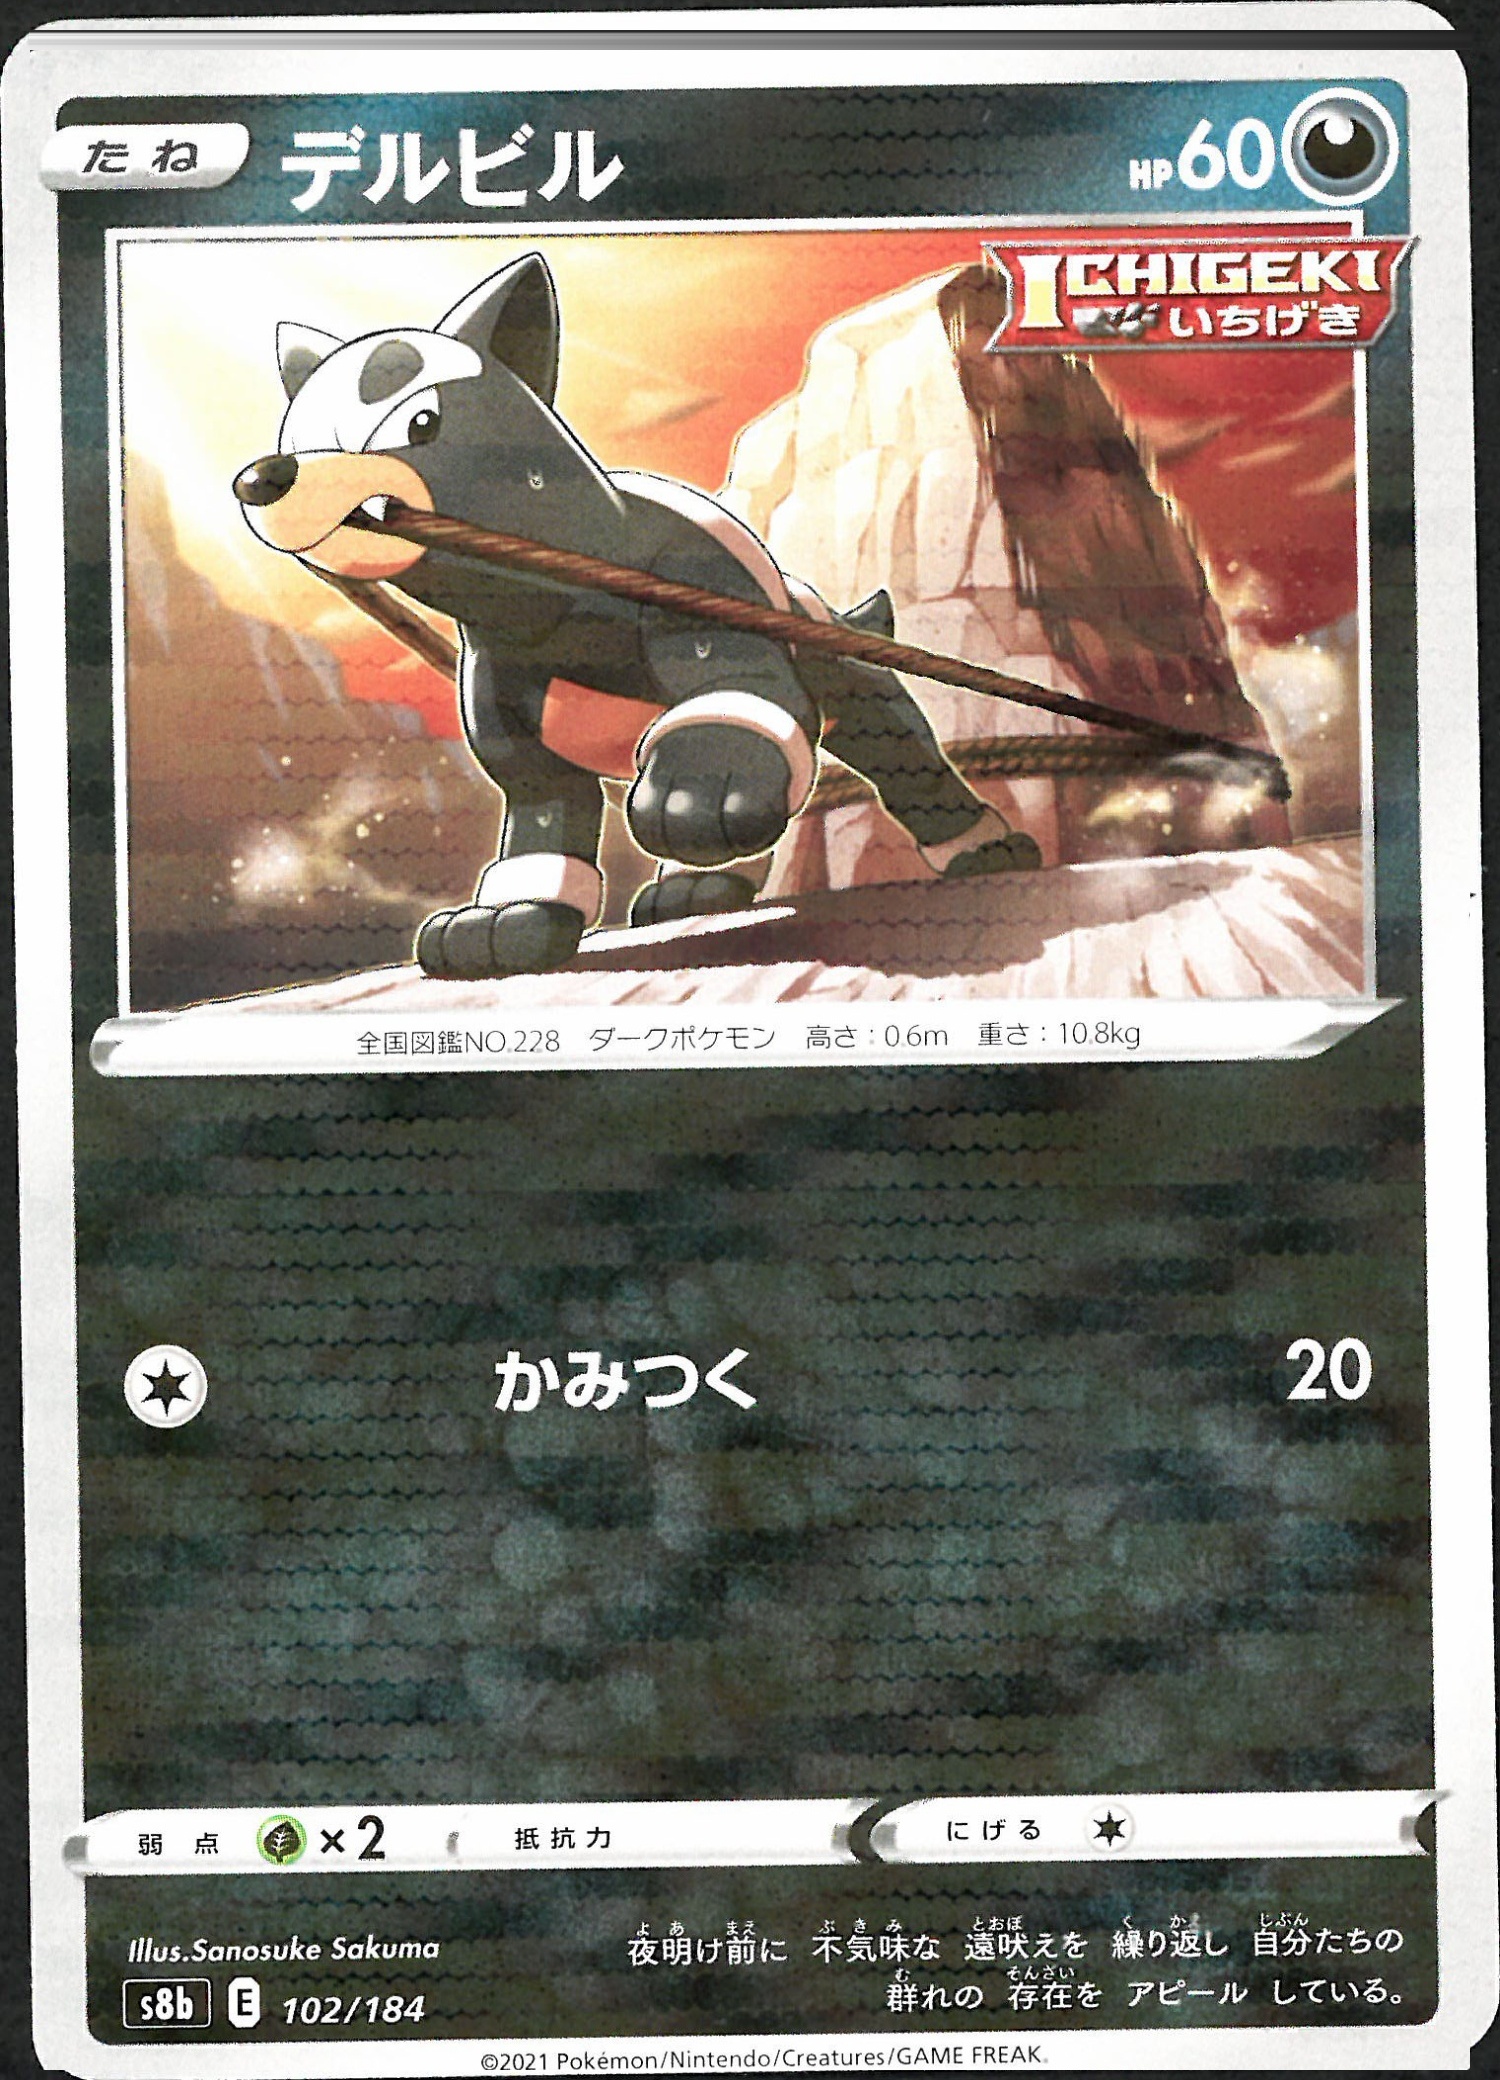 たね
デルビル
HP60
ICHIGEKI
いちげき
全国図鑑NO.228 ダークポケモン 高さ:0.6m 重さ:10.8kg
かみつく 20
弱点 ×2 抵抗力 にげる
Illus.Sanosuke Sakuma
夜明け前に 不気味な 遠吠えを 繰り返し 自分たちの
群れの 存在を アピール している。
s8b E 102/184
©2021 Pokémon/Nintendo/Creatures/GAME FREAK.